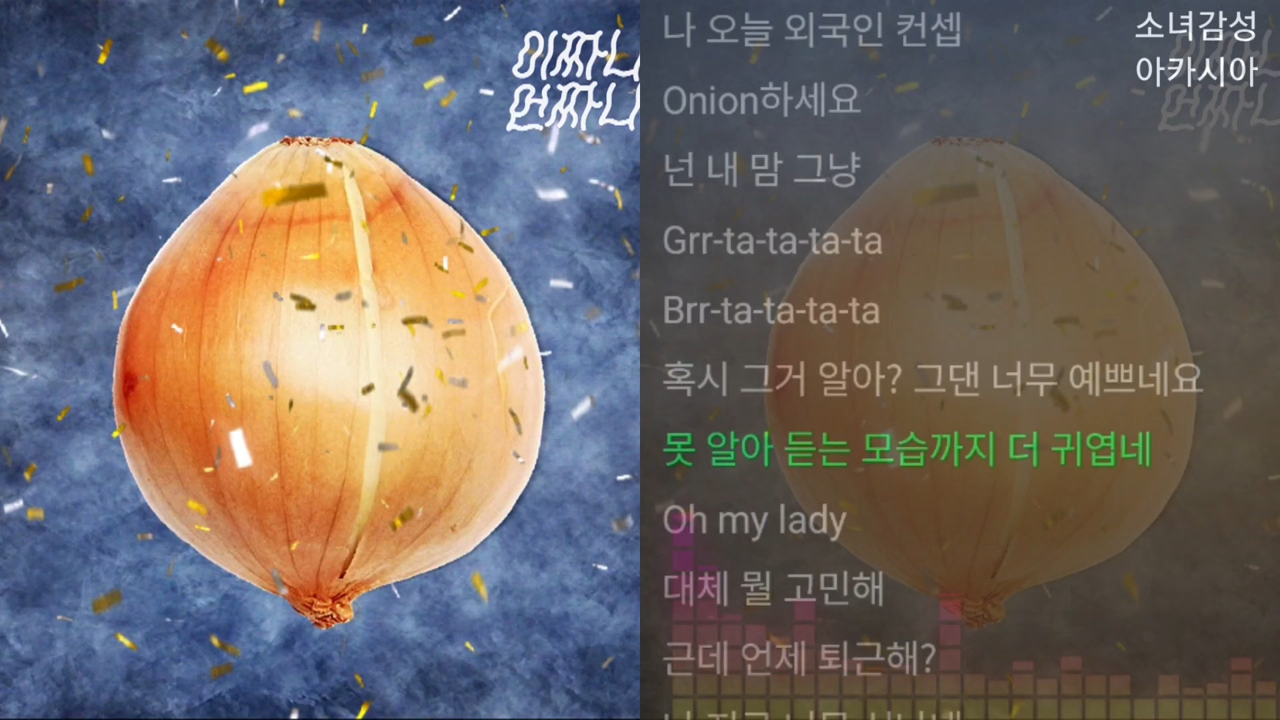 나 오늘 외국인 컨셉
Onion하세요
넌 내 맘 그냥
Grr-ta-ta-ta-ta
Brr-ta-ta-ta-ta
혹시 그거 알아? 그댄 너무 예쁘네요
못 알아 듣는 모습까지 더 귀엽네
Oh my lady
대체 뭘 고민해
근데 언제 퇴근해?
소녀감성
아카시아